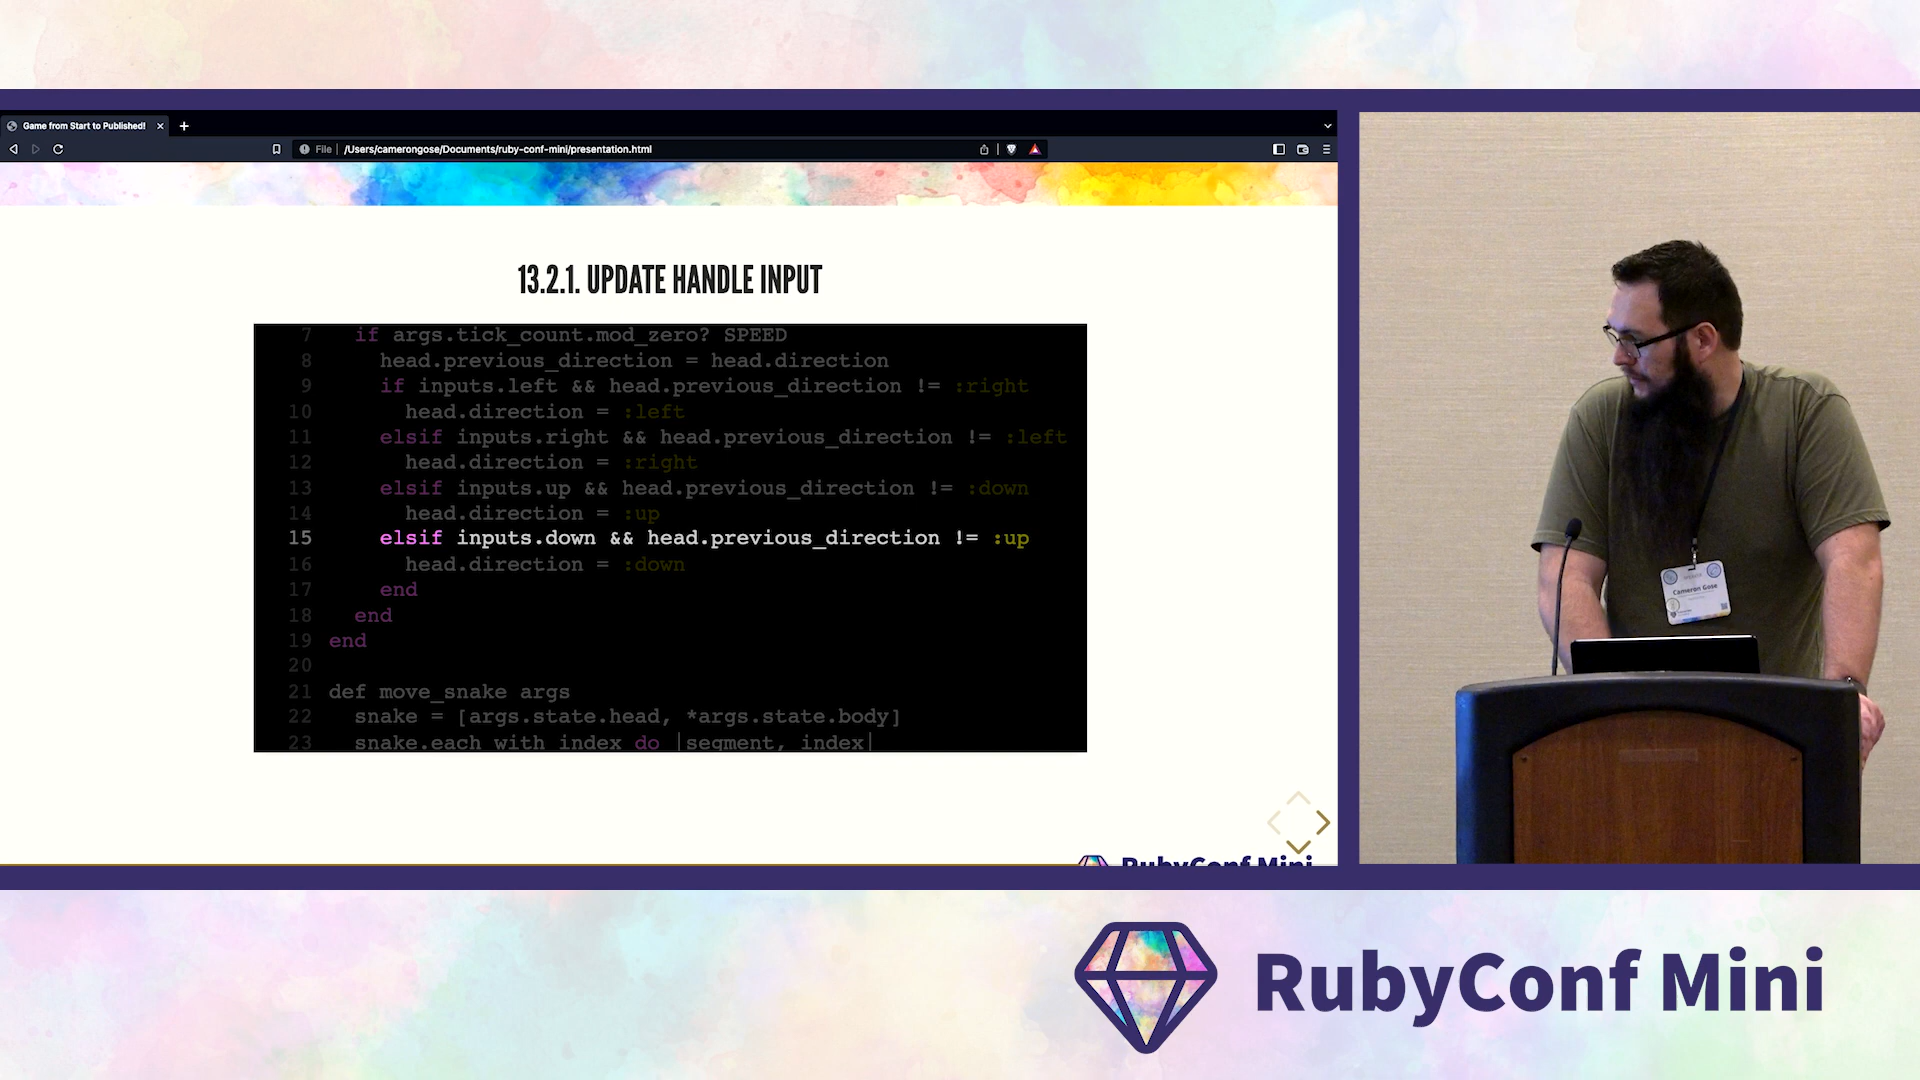 Game from Start to Published!
File | /Users/camerongose/Documents/ruby-conf-mini/presentation.html
13.2.1. UPDATE HANDLE INPUT
7 if args.tick_count.mod_zero? SPEED
8 head.previous_direction = head.direction
9 if inputs.left && head.previous_direction != :right
10 head.direction = :left
11 elsif inputs.right && head.previous_direction != :left
12 head.direction = :right
13 elsif inputs.up && head.previous_direction != :down
14 head.direction = :up
15 elsif inputs.down && head.previous_direction != :up
16 head.direction = :down
17 end
18 end
19 end
20
21 def move_snake args
22 snake = [args.state.head, *args.state.body]
23 snake.each_with_index do |segment, index|
RubyConf Mini
Cameron Gose
RubyConf Mini